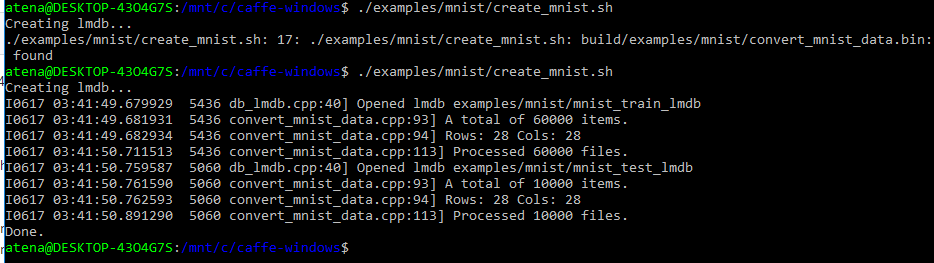 atena@DESKTOP-43O4G7S:/mnt/c/caffe-windows$ ./examples/mnist/create_mnist.sh
Creating lmdb...
./examples/mnist/create_mnist.sh: 17: ./examples/mnist/create_mnist.sh: build/examples/mnist/convert_mnist_data.bin:
found
atena@DESKTOP-43O4G7S:/mnt/c/caffe-windows$ ./examples/mnist/create_mnist.sh
Creating lmdb...
I0617 03:41:49.679929  5436 db_lmdb.cpp:40] Opened lmdb examples/mnist/mnist_train_lmdb
I0617 03:41:49.681931  5436 convert_mnist_data.cpp:93] A total of 60000 items.
I0617 03:41:49.682934  5436 convert_mnist_data.cpp:94] Rows: 28 Cols: 28
I0617 03:41:50.711513  5436 convert_mnist_data.cpp:113] Processed 60000 files.
I0617 03:41:50.759587  5060 db_lmdb.cpp:40] Opened lmdb examples/mnist/mnist_test_lmdb
I0617 03:41:50.761590  5060 convert_mnist_data.cpp:93] A total of 10000 items.
I0617 03:41:50.762593  5060 convert_mnist_data.cpp:94] Rows: 28 Cols: 28
I0617 03:41:50.891290  5060 convert_mnist_data.cpp:113] Processed 10000 files.
Done.
atena@DESKTOP-43O4G7S:/mnt/c/caffe-windows$